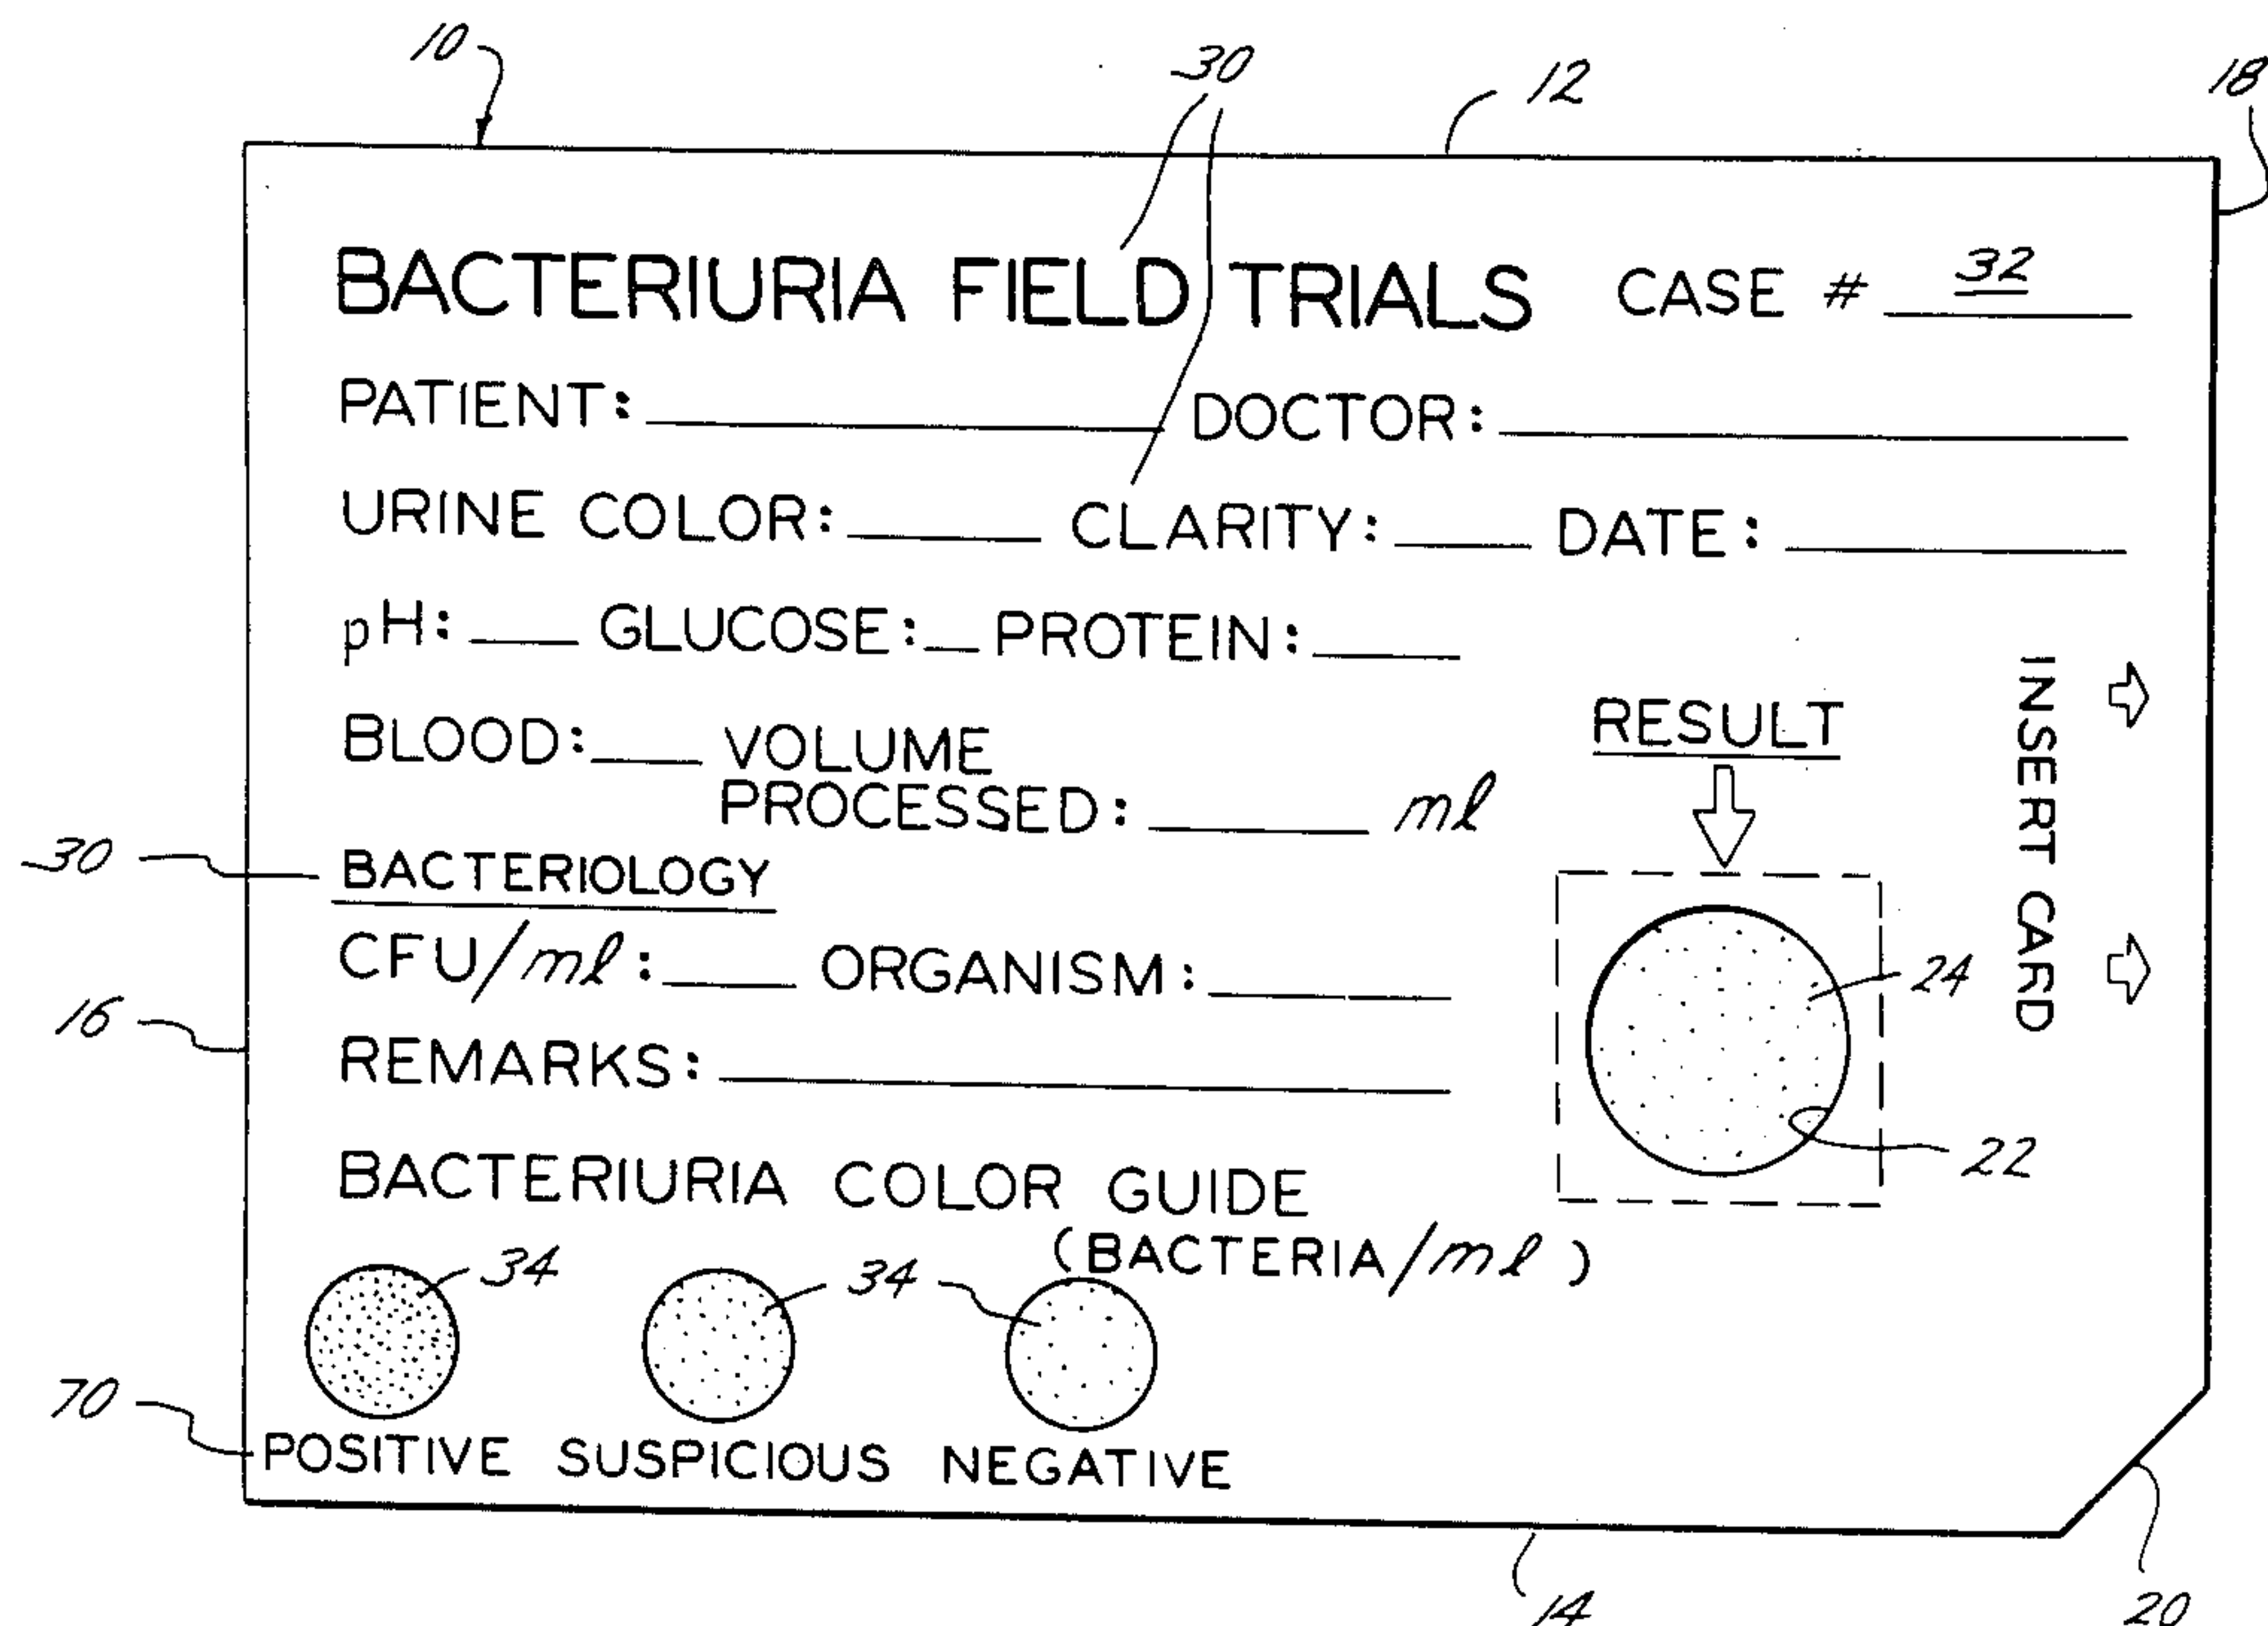 10 30 12 18
BACTERIURIA FIELD TRIALS CASE # 32
PATIENT: DOCTOR:
URINE COLOR: CLARITY: DATE:
pH: GLUCOSE: PROTEIN:
BLOOD: VOLUME
PROCESSED: ml
RESULT
INSERT CARD
30 BACTERIOLOGY
CFU/ml: ORGANISM:
24
16
REMARKS:
22
BACTERIURIA COLOR GUIDE
(BACTERIA/ml)
34 34
70
POSITIVE SUSPICIOUS NEGATIVE
14 20